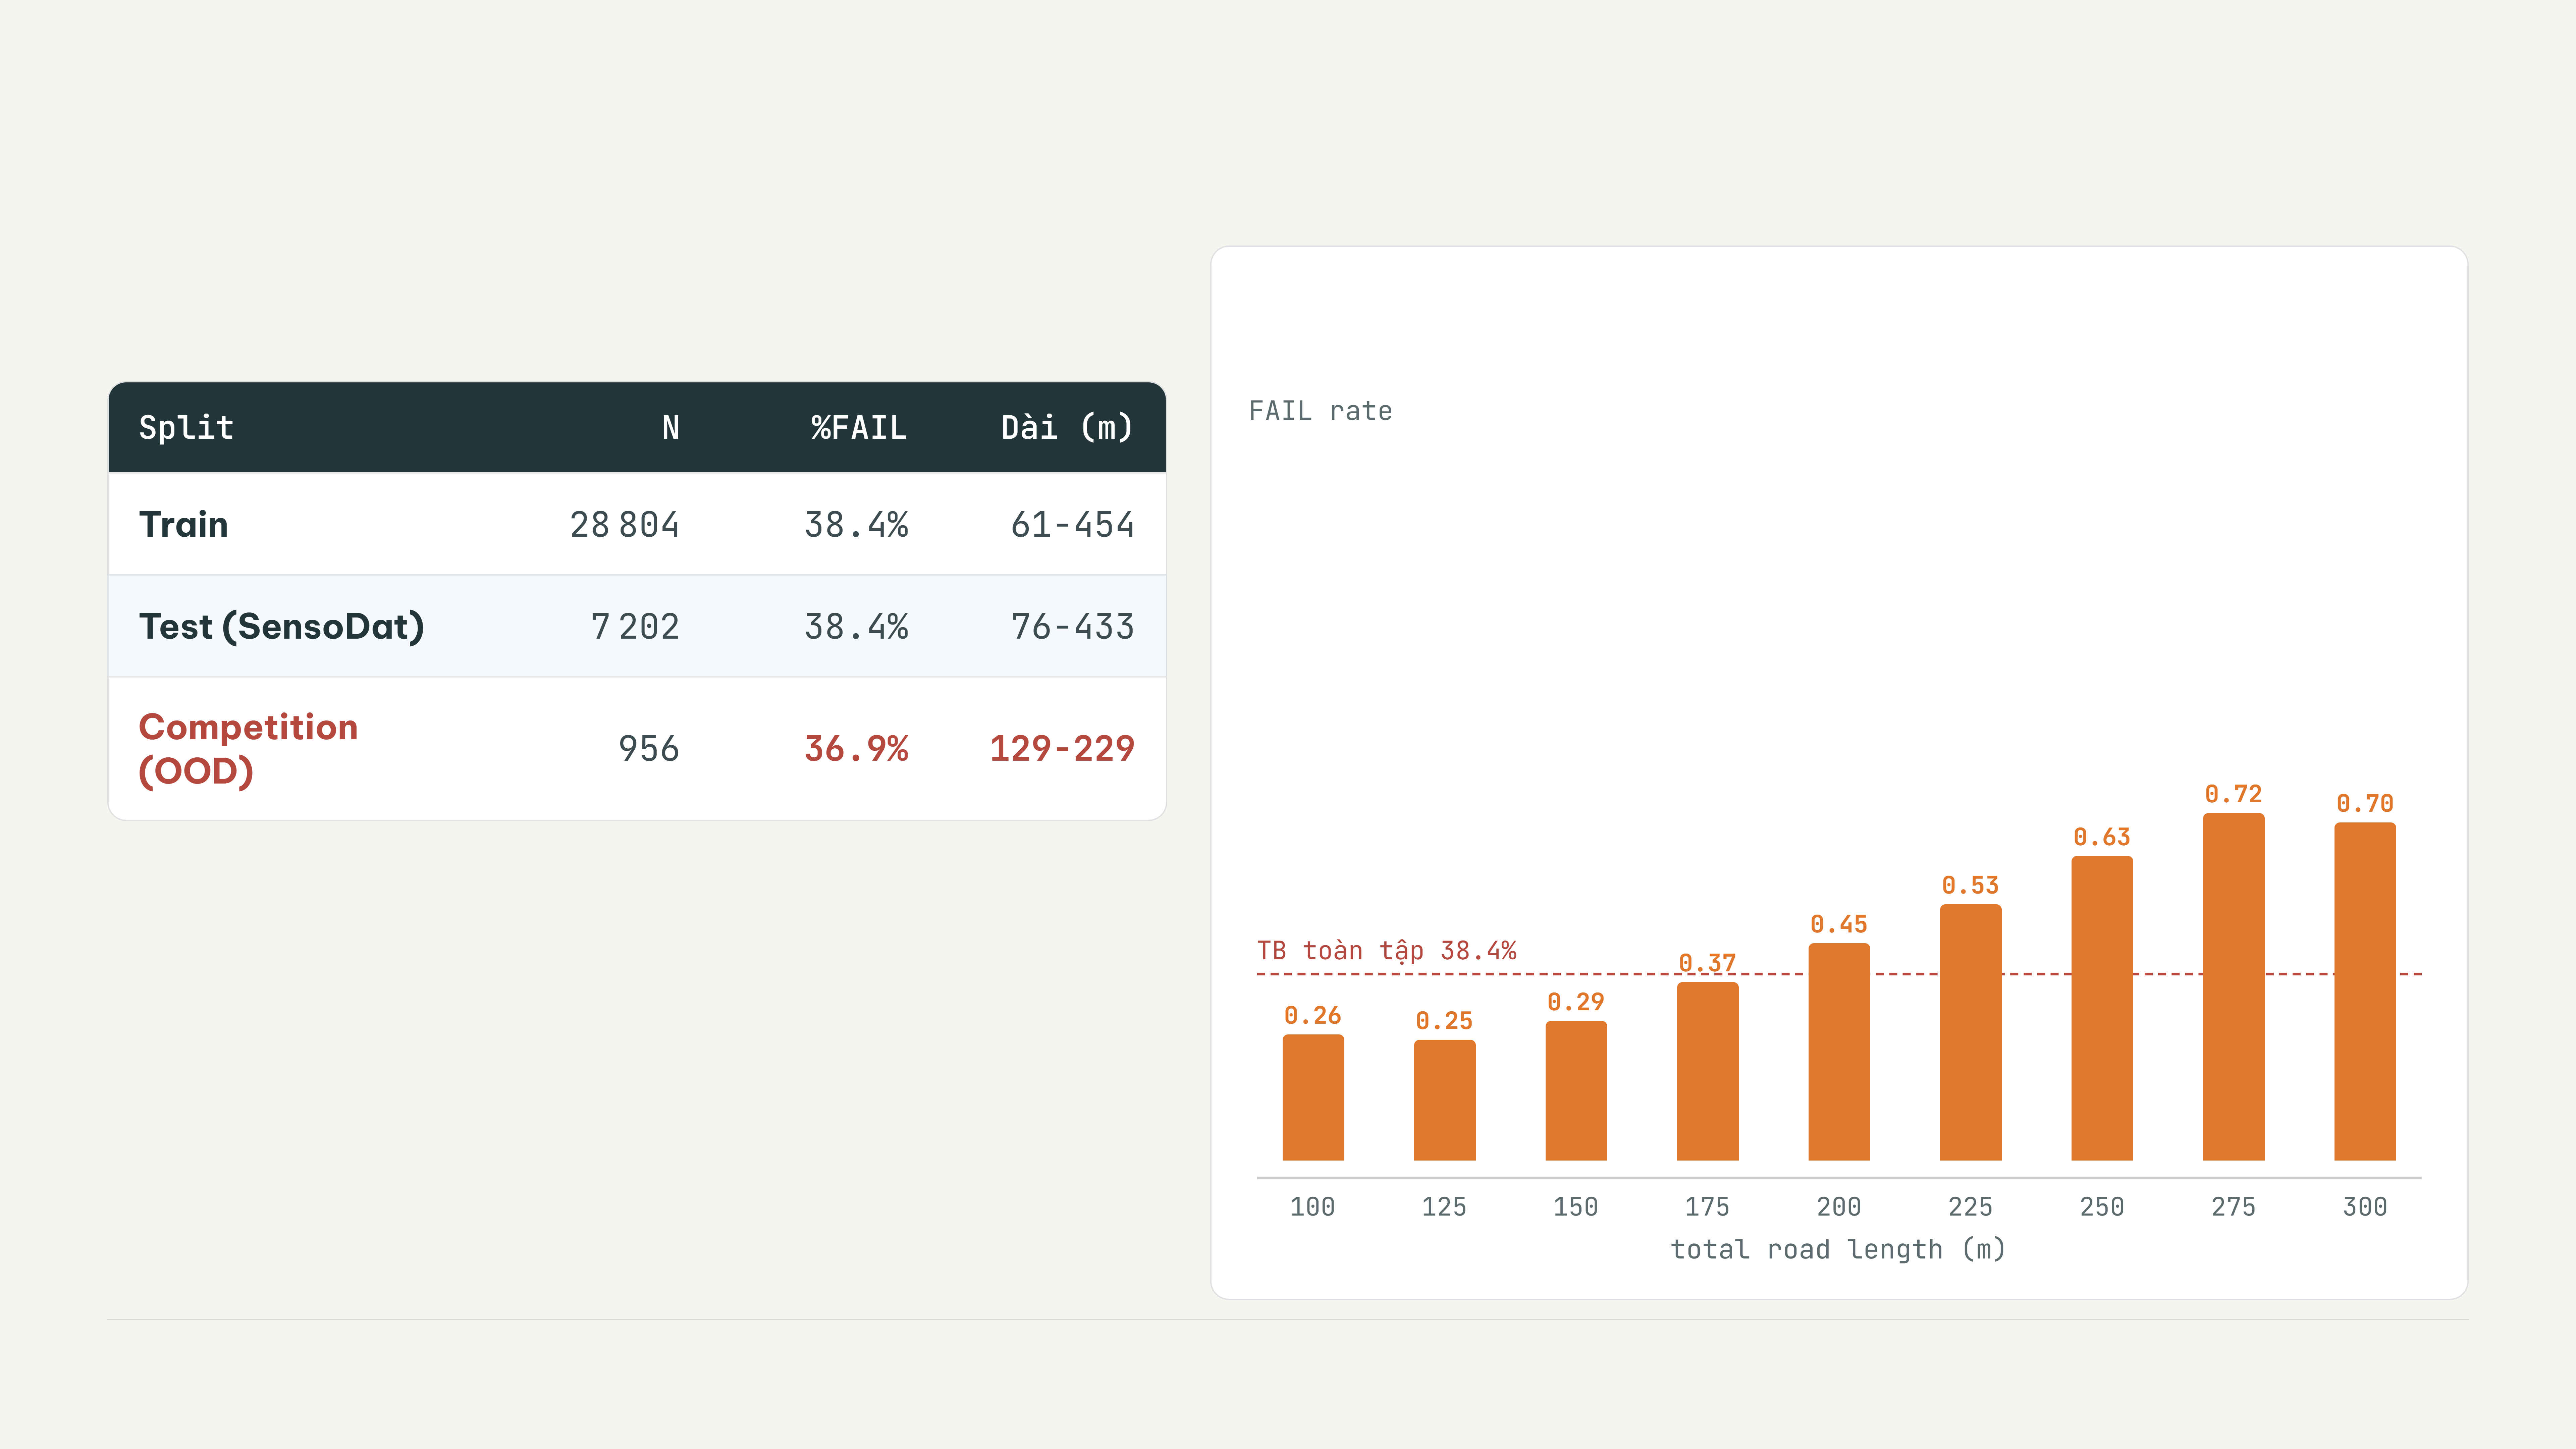 Split N %FAIL Dài (m)
Train 28 804 38.4% 61-454
Test (SensoDat) 7 202 38.4% 76-433
Competition
(OOD) 956 36.9% 129-229
FAIL rate
TB toàn tập 38.4%
0.26 0.25 0.29 0.37 0.45 0.53 0.63 0.72 0.70
100 125 150 175 200 225 250 275 300
total road length (m)